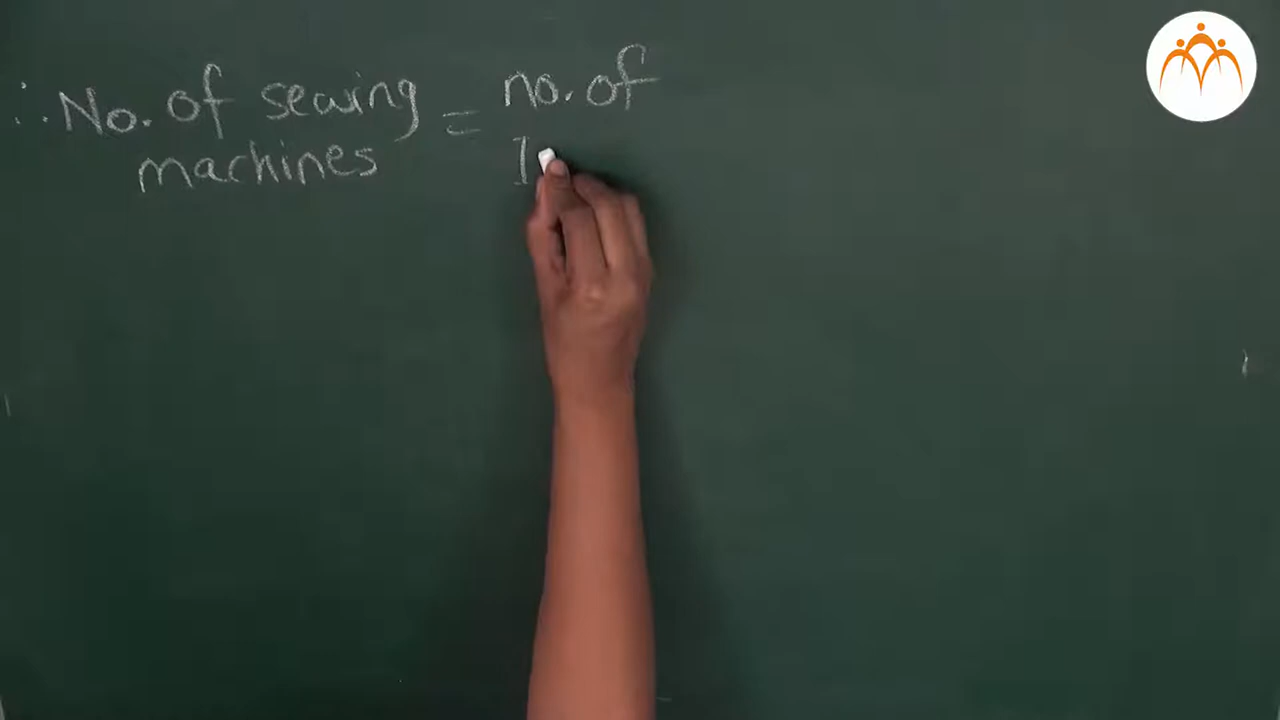 ∴ No. of sewing = no. of
machines